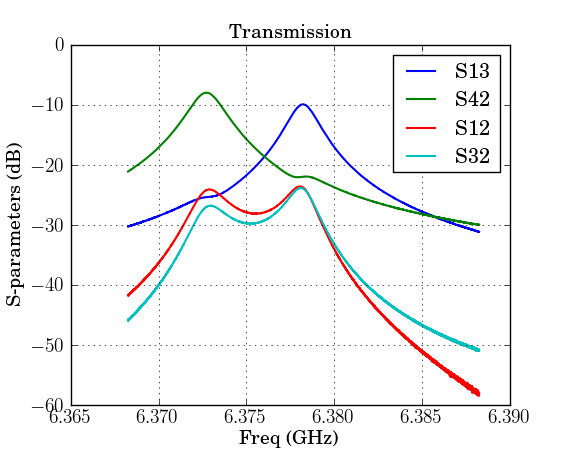 Transmission
S-parameters (dB)
0
−10
−20
−30
−40
−50
−60
S13
S42
S12
S32
6.365 6.370 6.375 6.380 6.385 6.390
Freq (GHz)